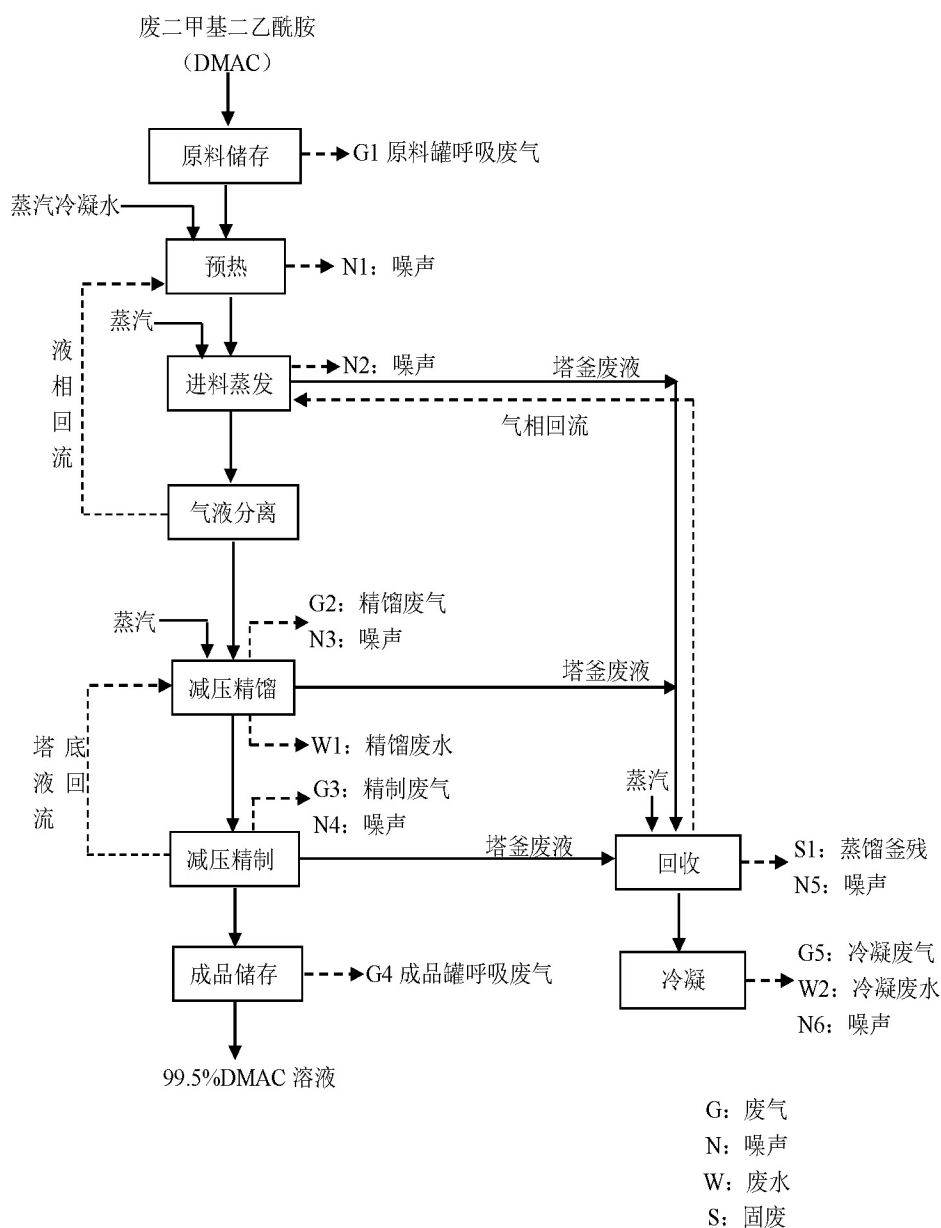 废二甲基二乙酰胺
（DMAC）
原料储存
G1 原料罐呼吸废气
蒸汽冷凝水
预热
N1：噪声
蒸汽
液相回流
进料蒸发
N2：噪声
塔釜废液
气相回流
气液分离
G2：精馏废气
N3：噪声
蒸汽
减压精馏
塔釜废液
W1：精馏废水
塔底
液回
流
G3：精制废气
N4：噪声
蒸汽
减压精制
塔釜废液
回收
S1：蒸馏釜残
N5：噪声
成品储存
G4 成品罐呼吸废气
冷凝
G5：冷凝废气
W2：冷凝废水
N6：噪声
99.5%DMAC 溶液
G：废气
N：噪声
W：废水
S：固废